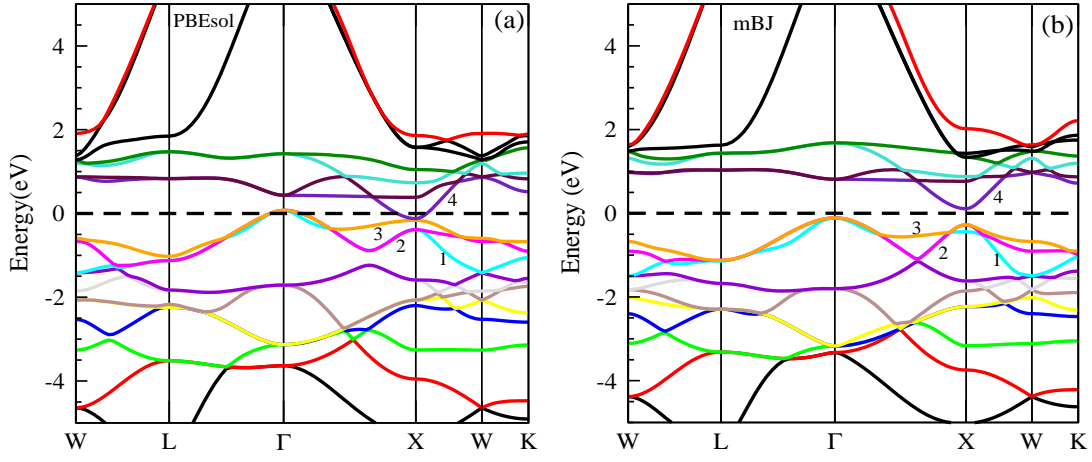 PBEsol
(a)
Energy(eV)
4
2
0
-2
-4
4
3
2
1
W
L
Γ
X
W
K
mBJ
(b)
Energy (eV)
4
2
0
-2
-4
4
3
2
1
W
L
Γ
X
W
K